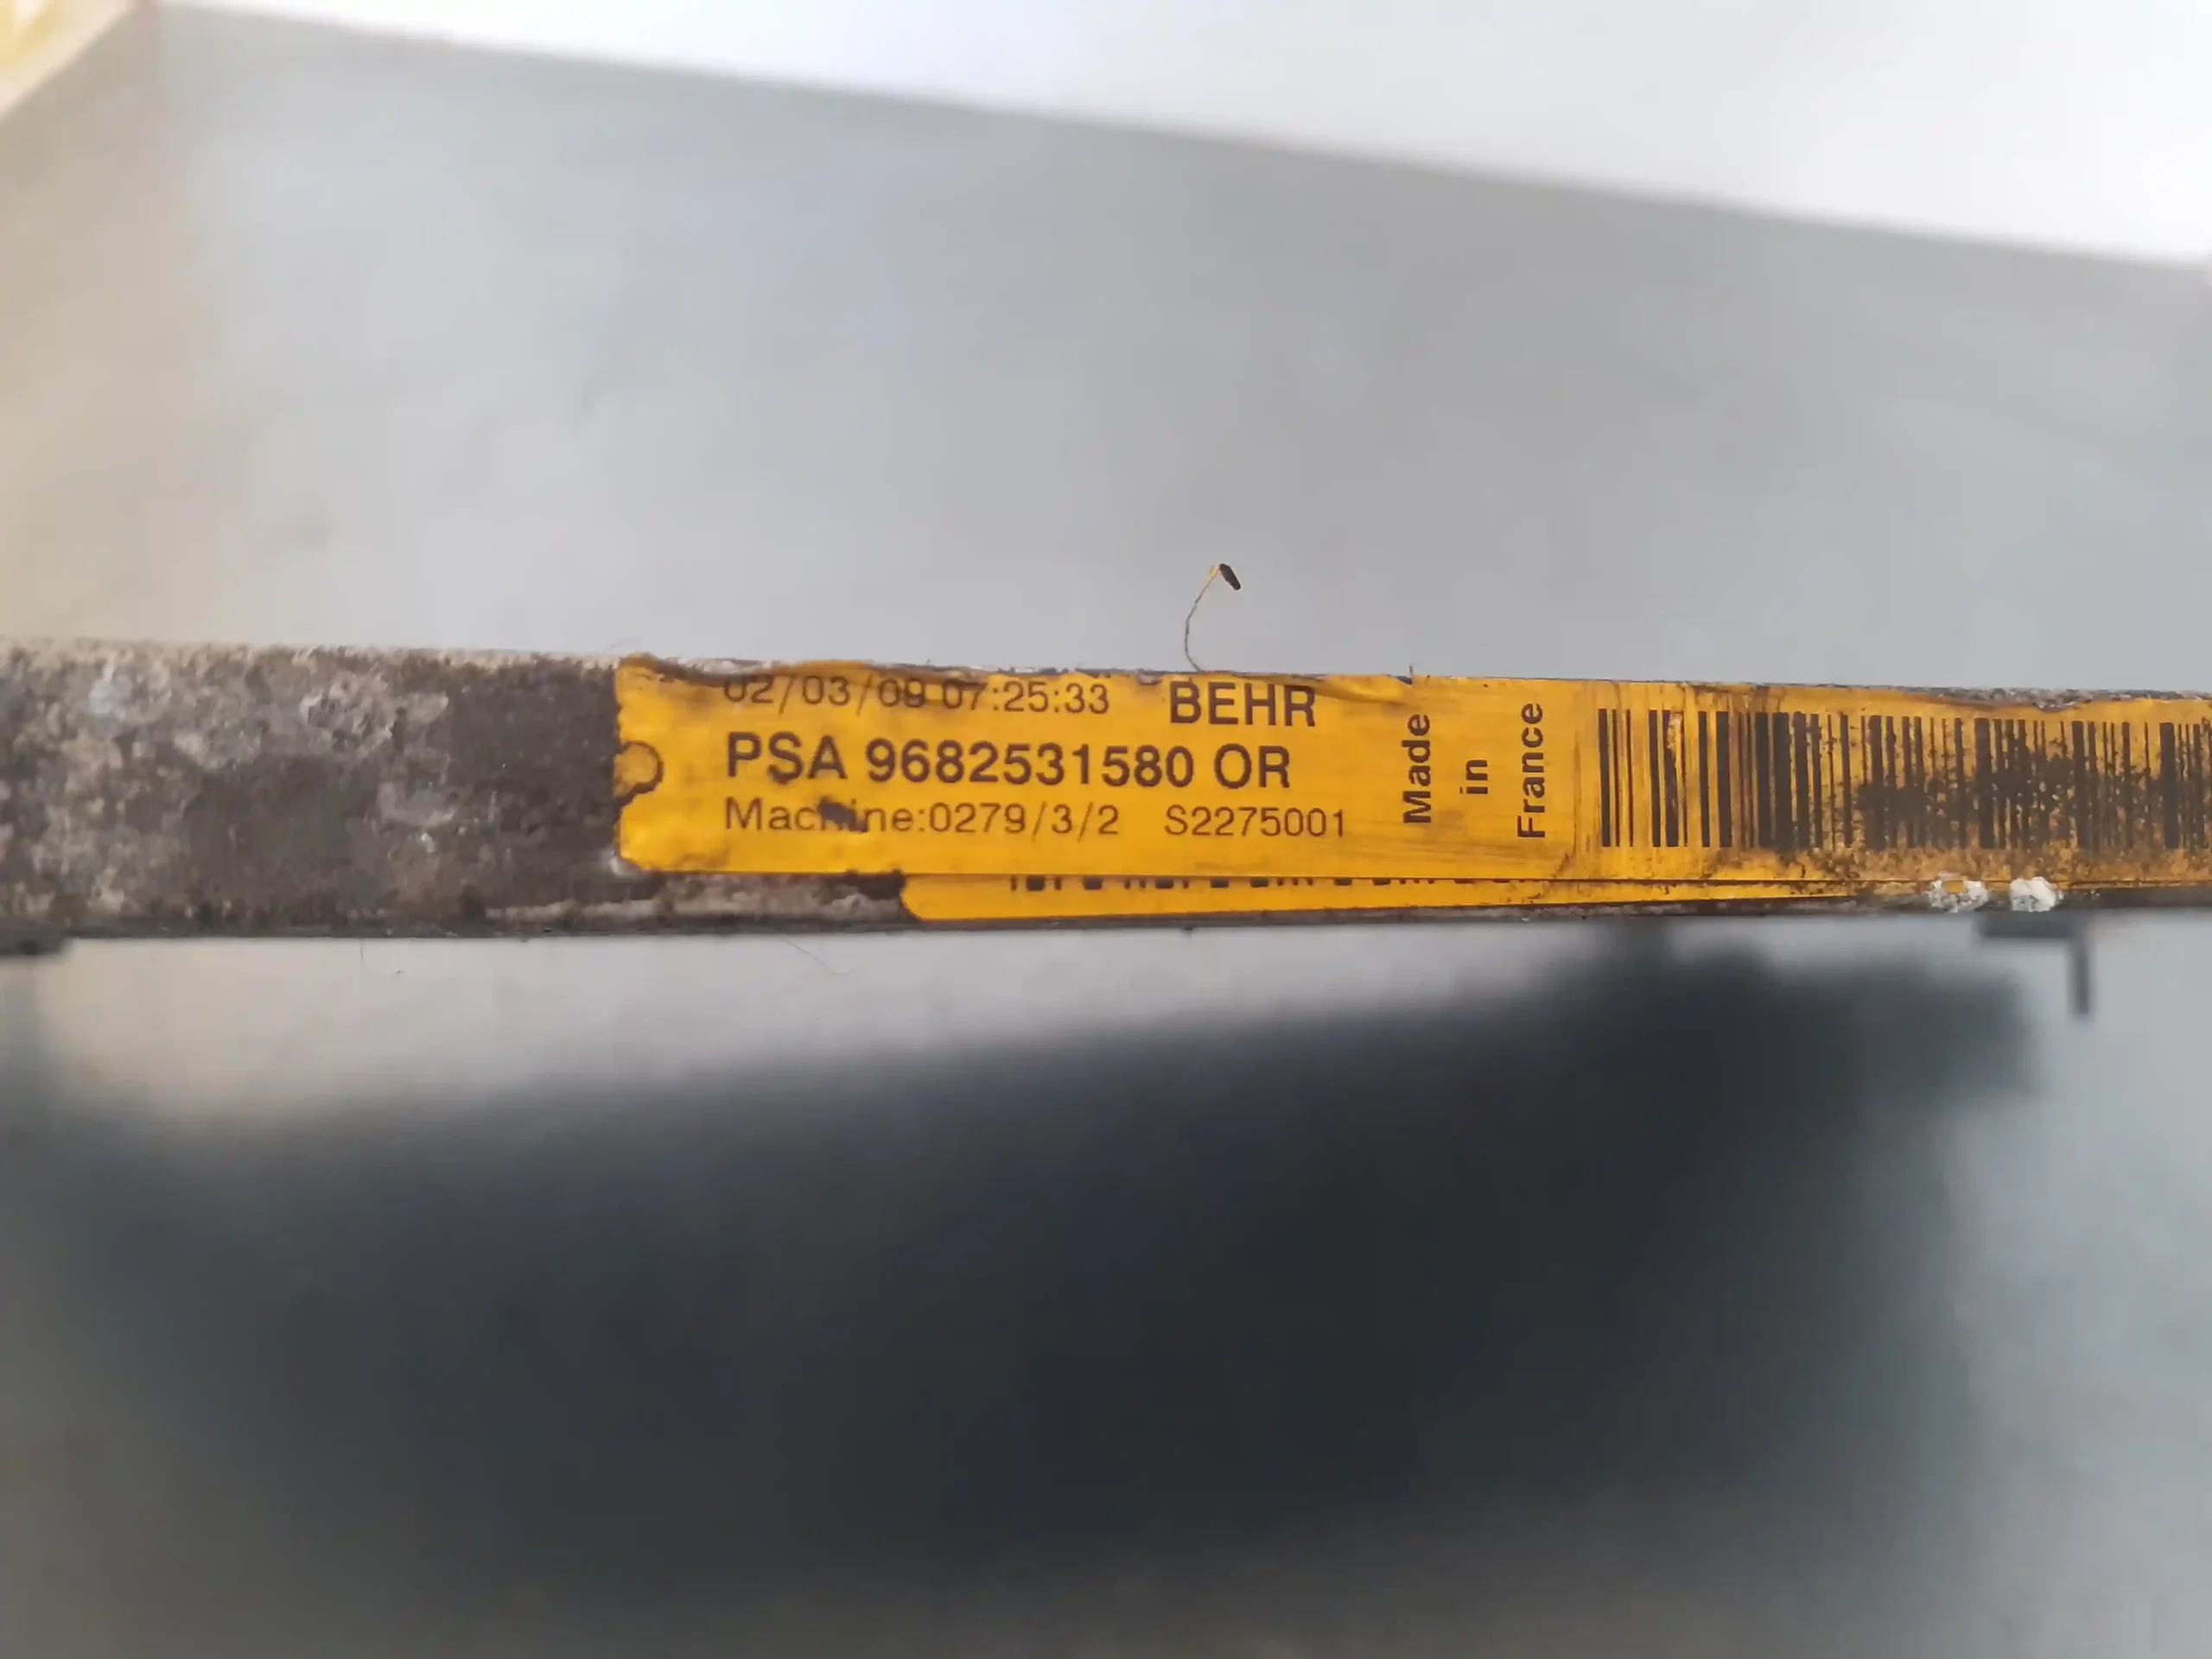 02/03/09 07:25:33 BEHR
PSA 9682531580 OR
Machine:0279/3/2 S2275001
Made
in
France